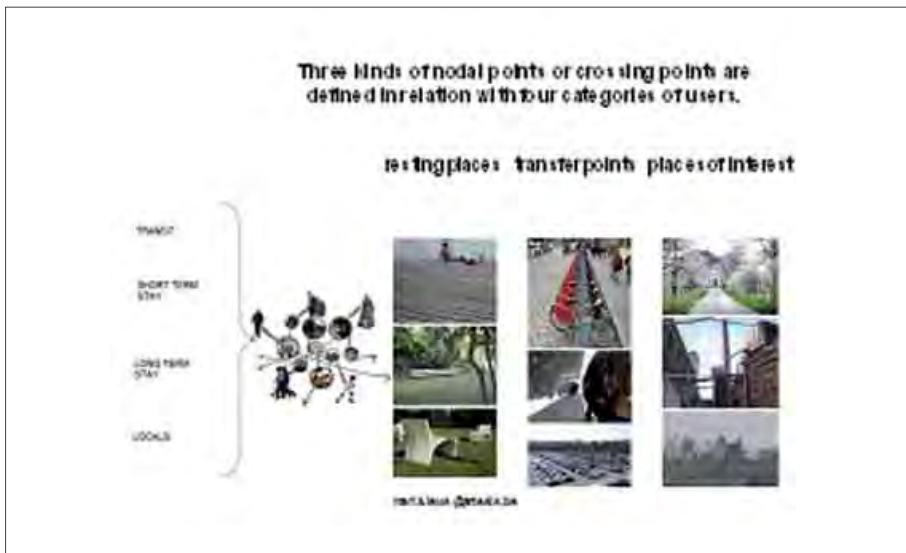 Three kinds of nodal points or crossing points are
defined in relation with four categories of users.
resting places transfer points places of interest
TRANSIT
SHORT TERM
STAY
LONG TERM
STAY
LOCALS